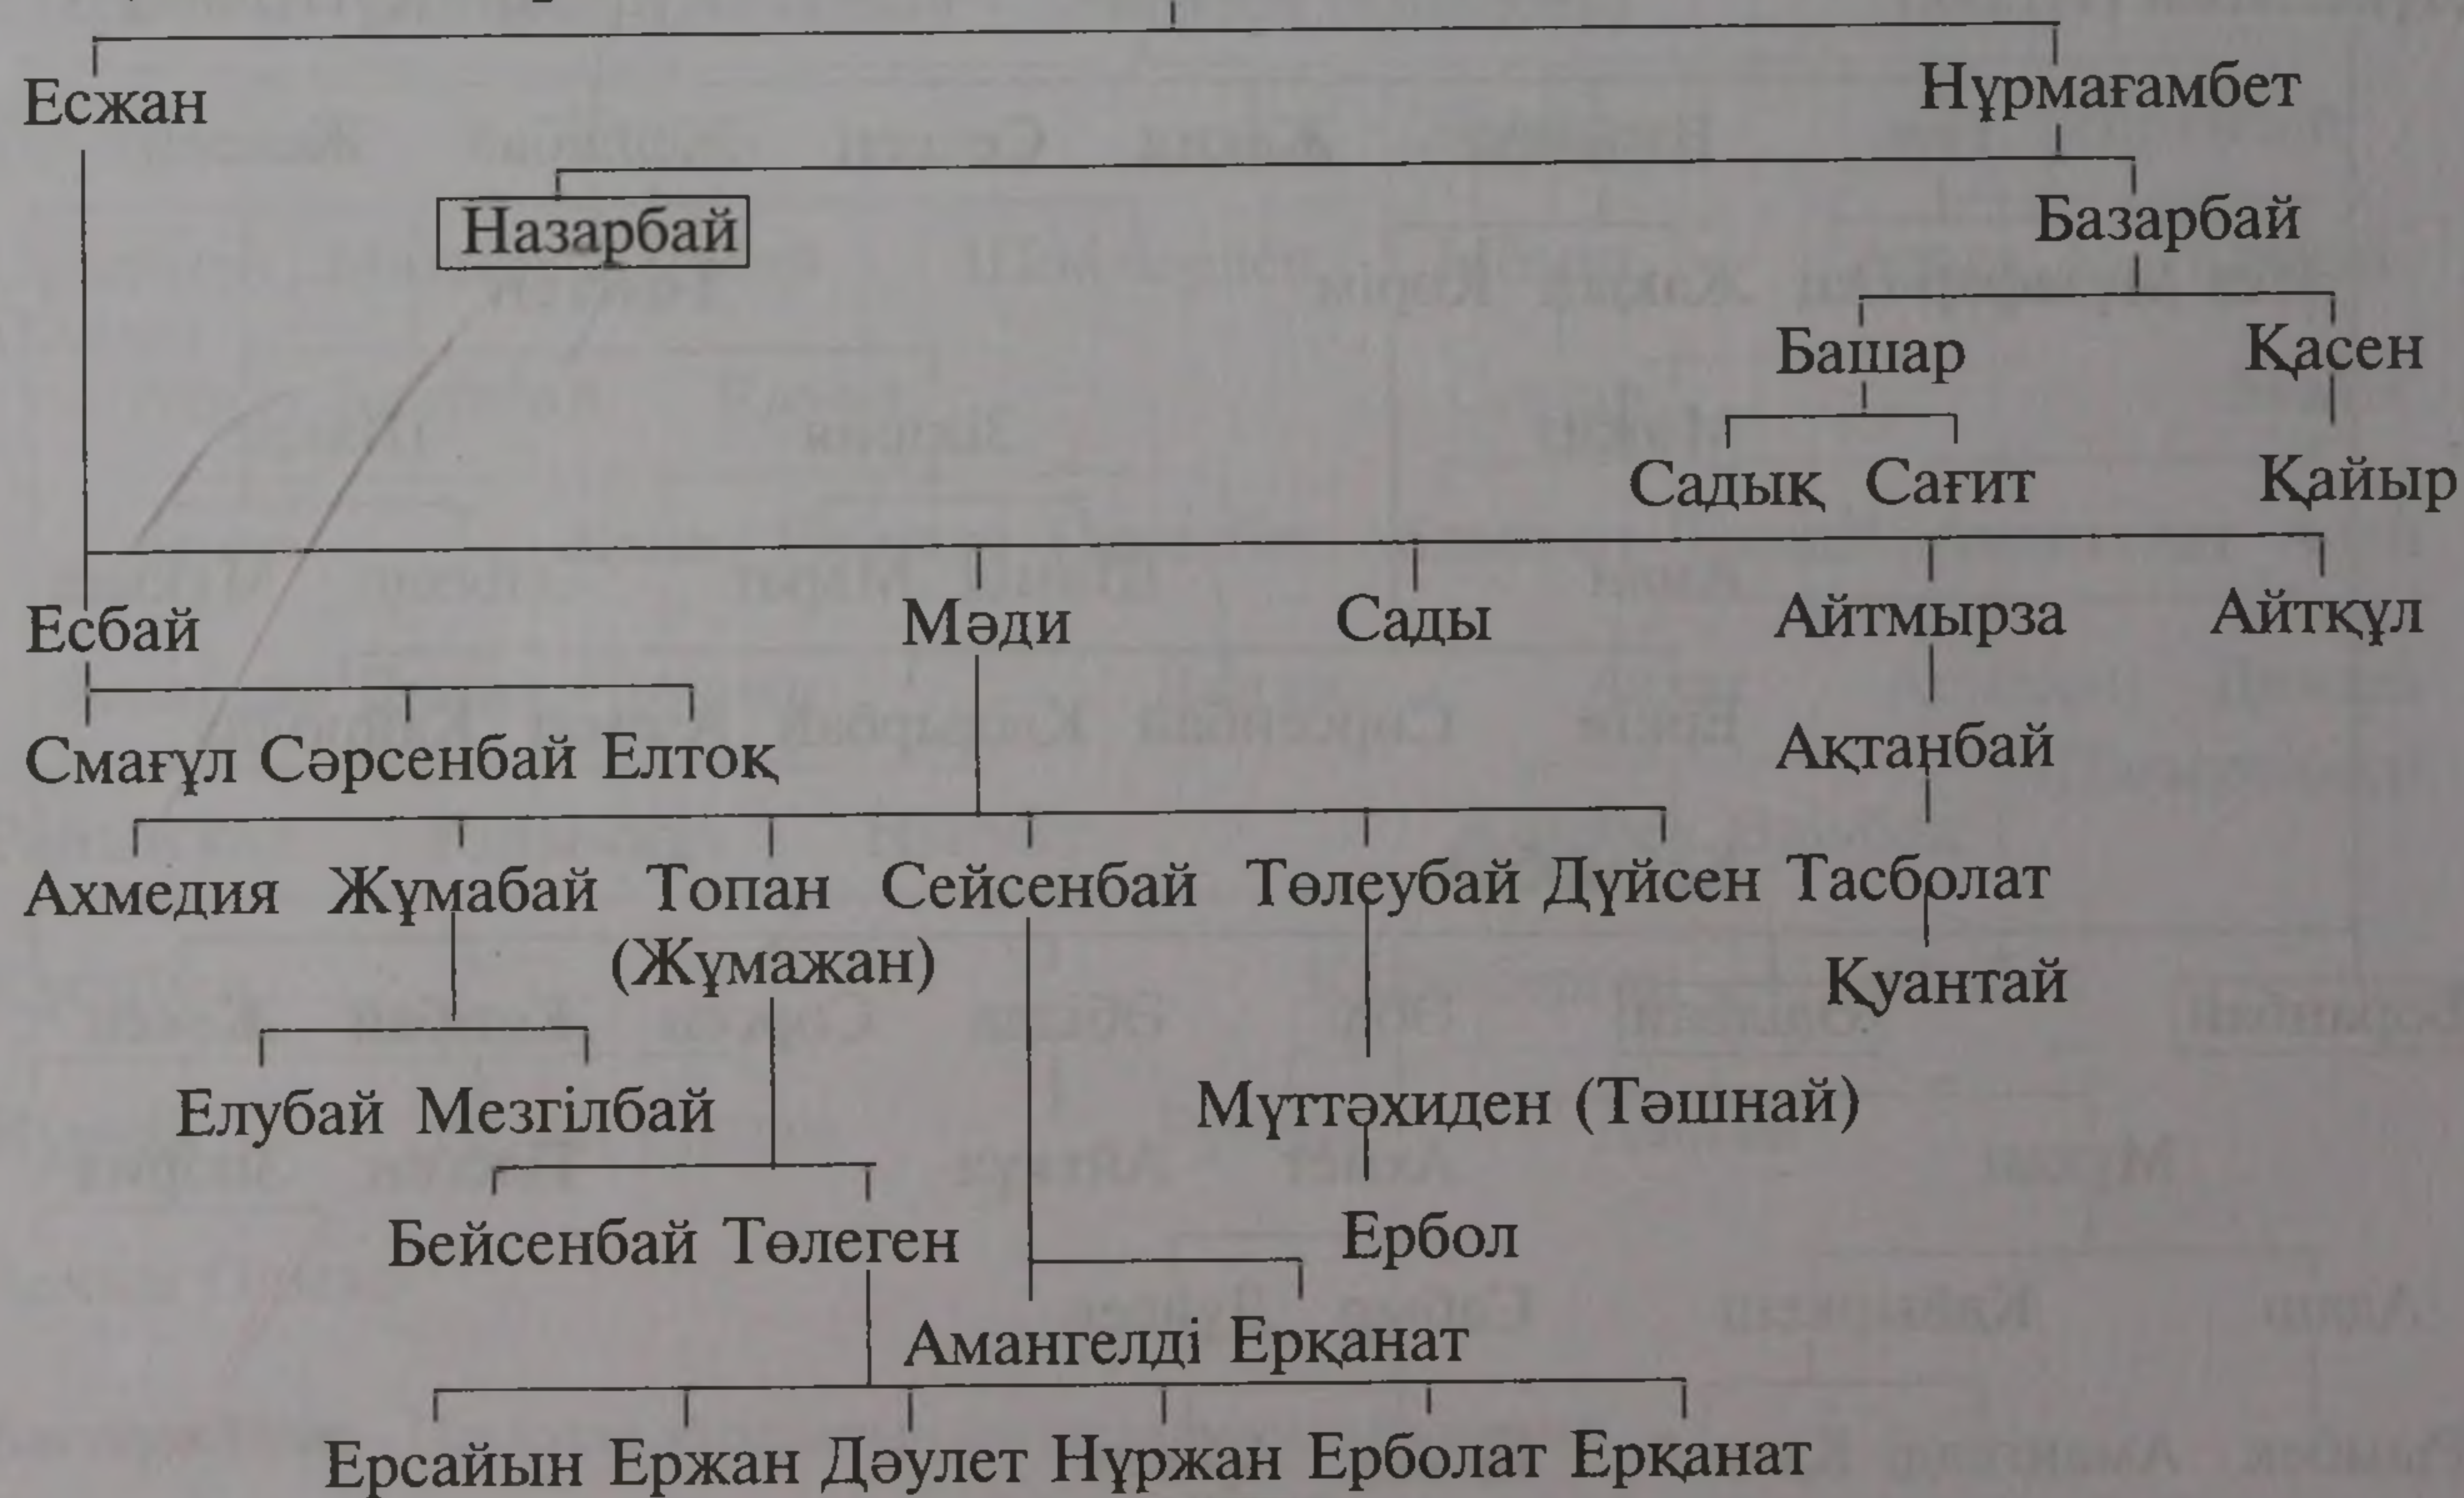 Есжан Нұрмағамбет
Назарбай Базарбай
Башар Қасен
Садық Сағит Қайыр
Есбай Мәди Сады Айтмырза Айтқұл
Смағұл Сәрсенбай Елтоқ Ақтанбай
Ахмедия Жұмабай Топан Сейсенбай Төлеубай Дүйсен Тасболат
(Жұмажан) Қуантай
Елубай Мезгілбай Мүттәхиден (Тәшнай)
Бейсенбай Төлеген Ербол
Амангелді Ерқанат
Ерсайын Ержан Дәулет Нұржан Ерболат Ерқанат